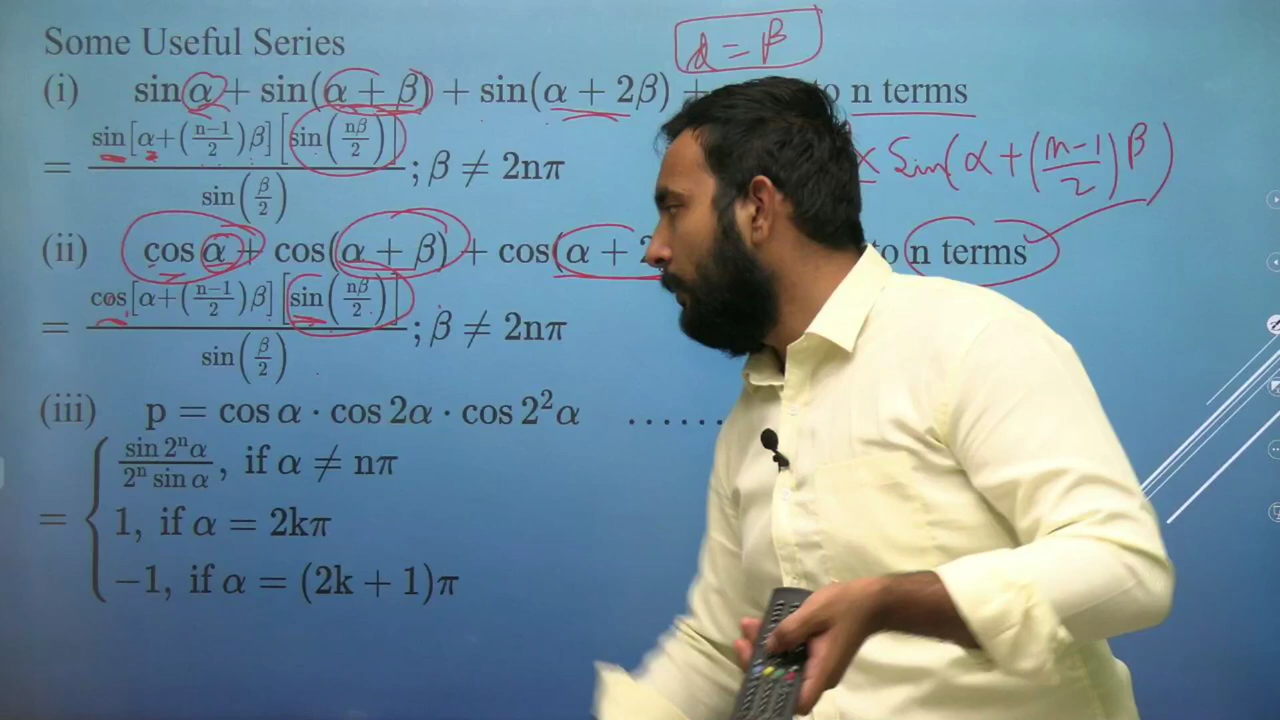 Some Useful Series
d = β
(i) sin α + sin(α + β) + sin(α + 2β) + to n terms
= sin[α+((n−1)/2)β][sin(nβ/2)] / sin(β/2) ; β ≠ 2nπ
× Sin(α + ((n−1)/2) β)
(ii) cos α + cos(α + β) + cos(α + to n terms
= cos[α+((n−1)/2)β][sin(nβ/2)] / sin(β/2) ; β ≠ 2nπ
(iii) p = cos α · cos 2α · cos 2²α ......
= { sin 2ⁿα / 2ⁿ sin α , if α ≠ nπ
1, if α = 2kπ
−1, if α = (2k + 1)π